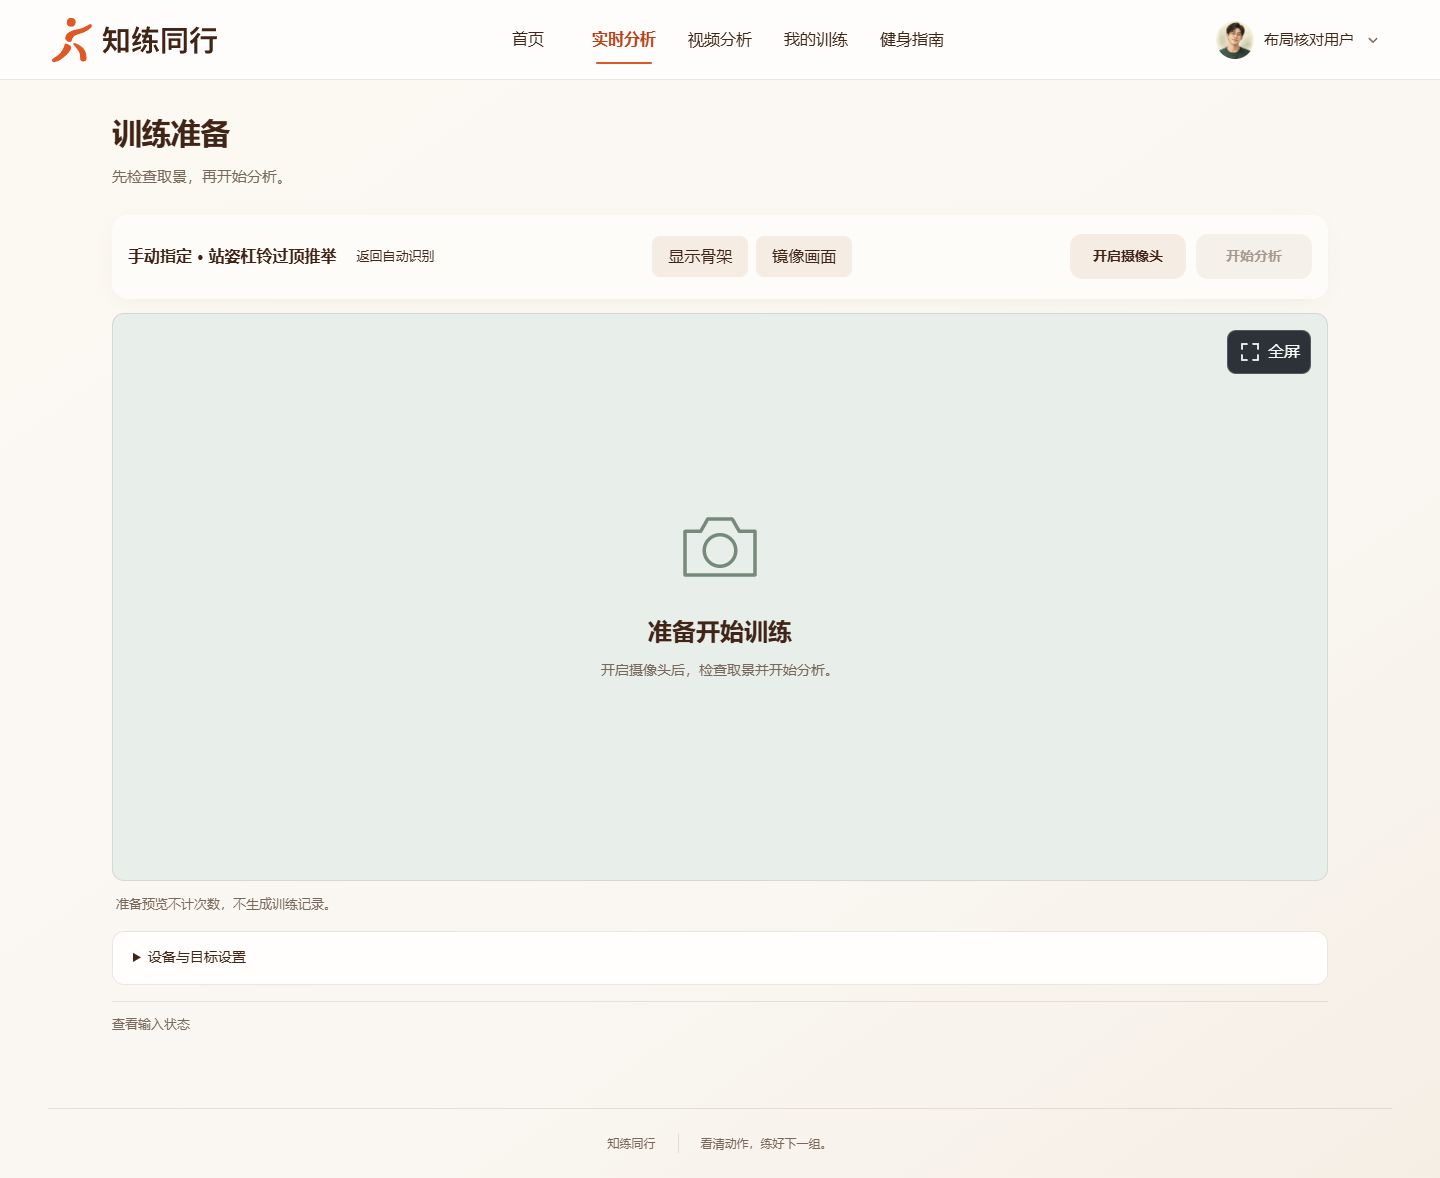 知练同行
首页 实时分析 视频分析 我的训练 健身指南
布局核对用户
训练准备
先检查取景，再开始分析。
手动指定 • 站姿杠铃过顶推举 返回自动识别 显示骨架 镜像画面 开启摄像头 开始分析
全屏
准备开始训练
开启摄像头后，检查取景并开始分析。
准备预览不计次数，不生成训练记录。
设备与目标设置
查看输入状态
知练同行 看清动作，练好下一组。